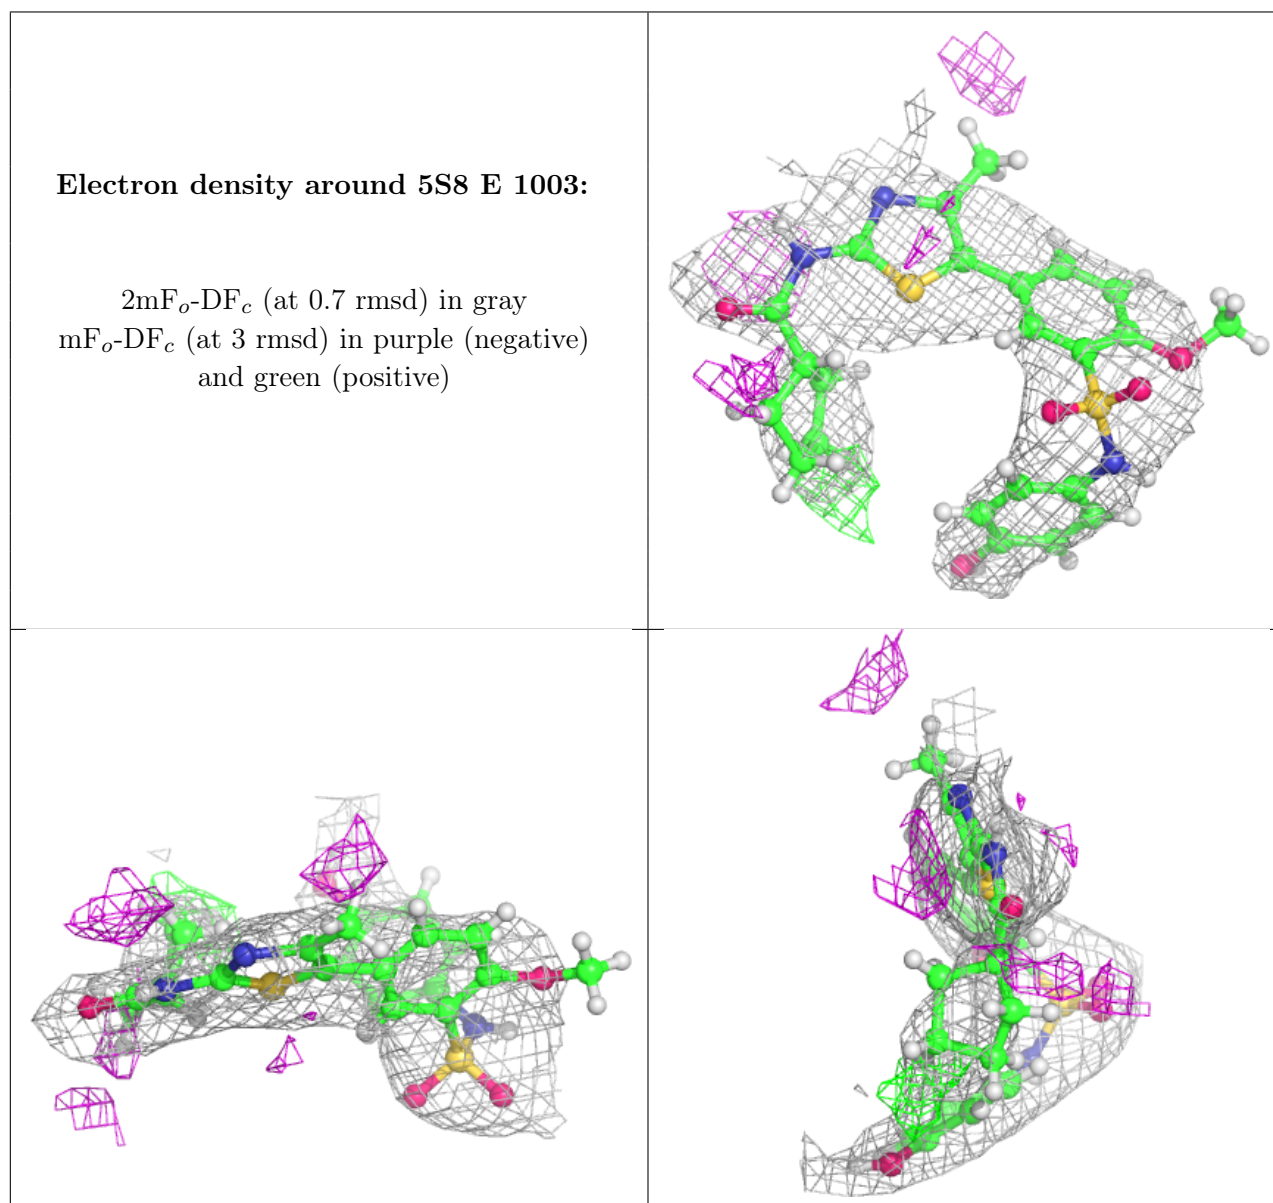 Electron density around 5S8 E 1003:
2mFo-DFc (at 0.7 rmsd) in gray
mFo-DFc (at 3 rmsd) in purple (negative)
and green (positive)